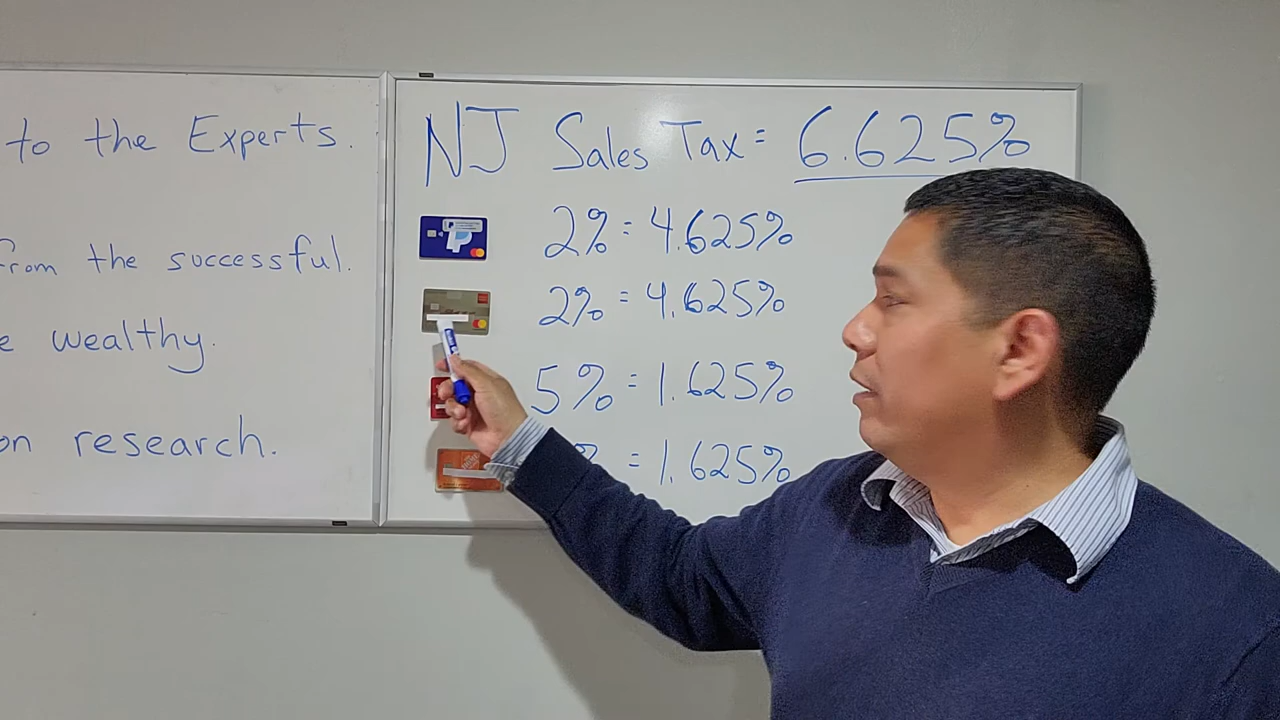 to the Experts.
from the successful.
e wealthy.
on research.
NJ Sales Tax = 6.625%
2% = 4.625%
2% = 4.625%
5% = 1.625%
% = 1.625%